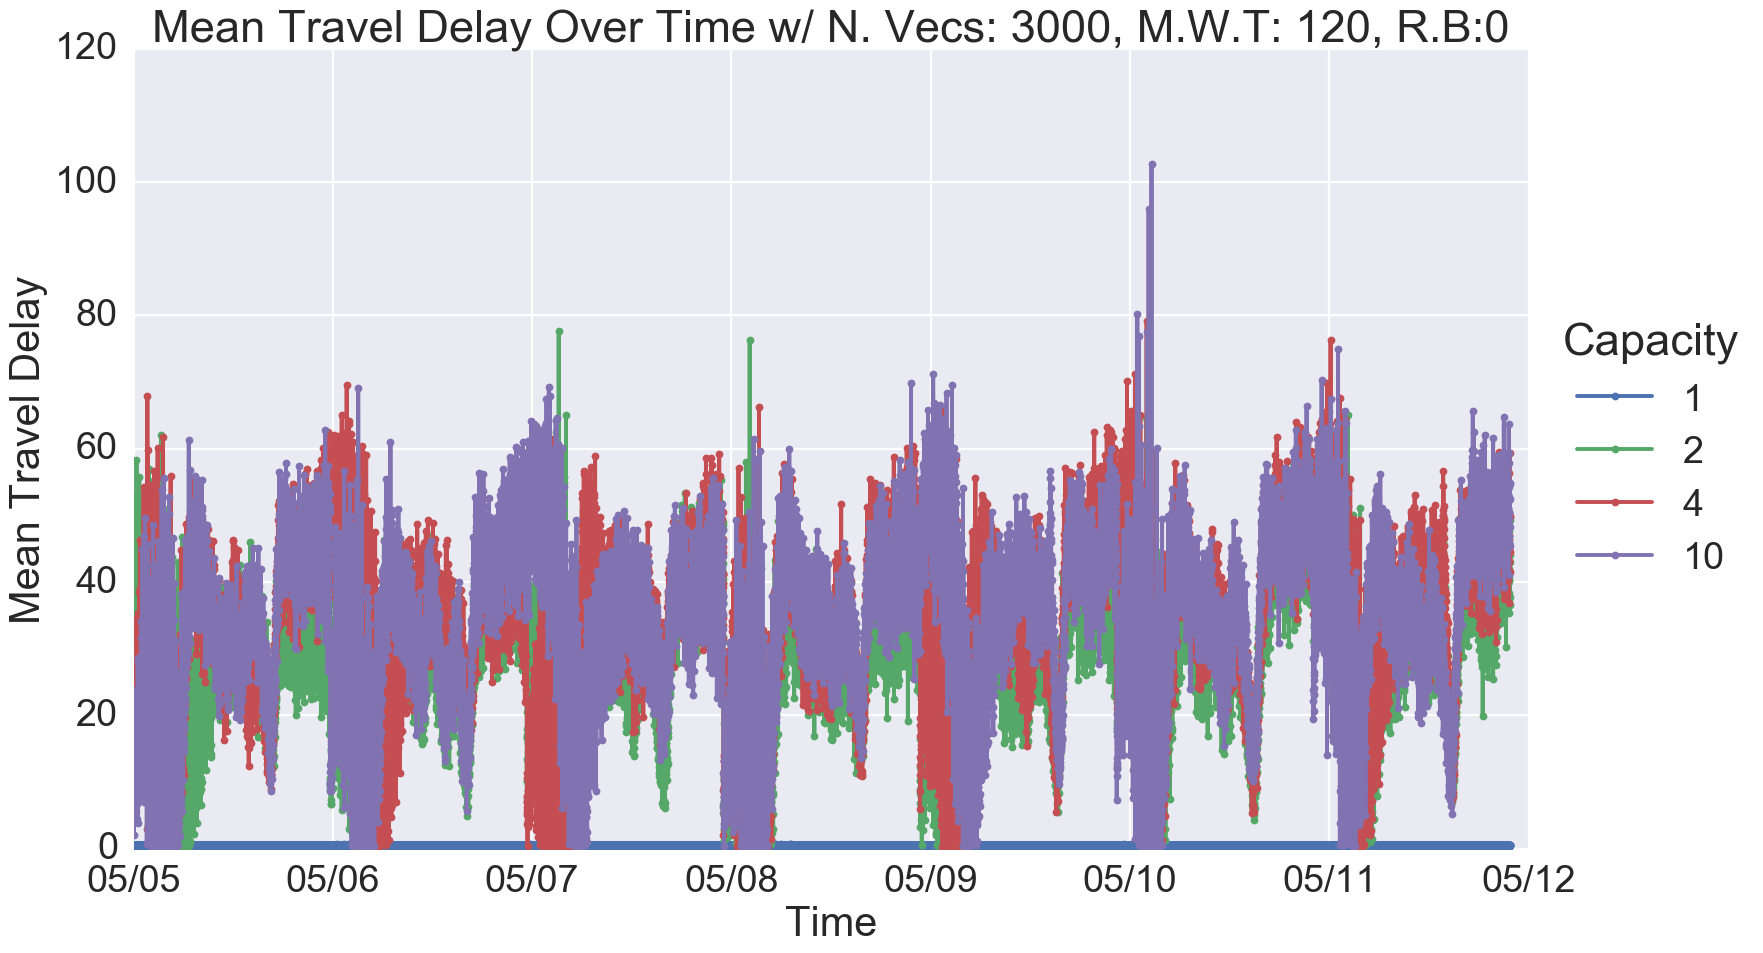 Mean Travel Delay Over Time w/ N. Vecs: 3000, M.W.T: 120, R.B:0
Mean Travel Delay
120
100
80
60
40
20
0
05/05 05/06 05/07 05/08 05/09 05/10 05/11 05/12
Time
Capacity
1
2
4
10